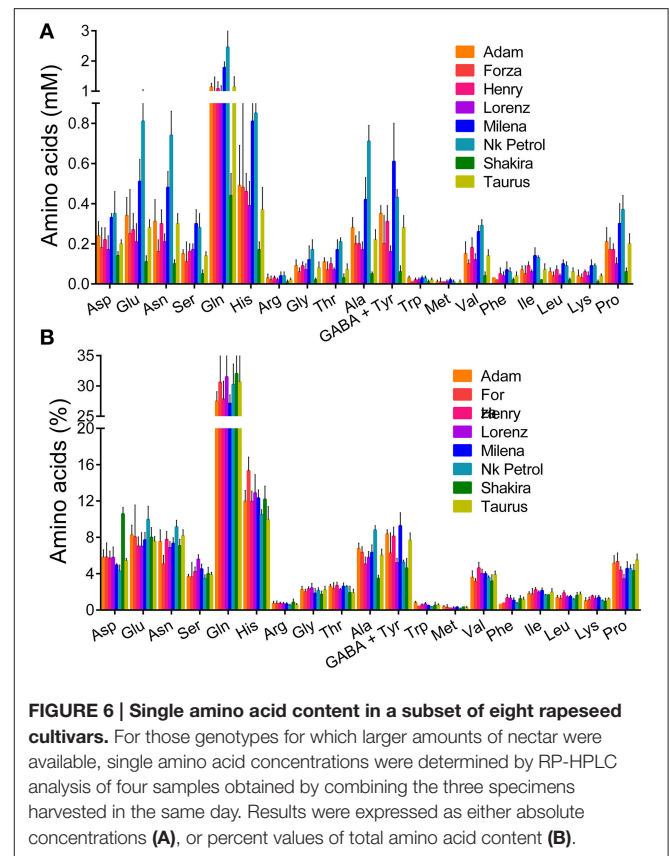 A
Amino acids (mM)
3
2
1
0.8
0.6
0.4
0.2
0.0
Adam
Forza
Henry
Lorenz
Milena
Nk Petrol
Shakira
Taurus
Asp Glu Asn Ser Gln His Arg Gly Thr Ala GABA + Tyr Trp Met Val Phe Ile Leu Lys Pro
B
Amino acids (%)
35
30
25
20
16
12
8
4
0
Adam
For
za
Henry
Lorenz
Milena
Nk Petrol
Shakira
Taurus
Asp Glu Asn Ser Gln His Arg Gly Thr Ala GABA + Tyr Trp Met Val Phe Ile Leu Lys Pro
FIGURE 6 | Single amino acid content in a subset of eight rapeseed
cultivars. For those genotypes for which larger amounts of nectar were
available, single amino acid concentrations were determined by RP-HPLC
analysis of four samples obtained by combining the three specimens
harvested in the same day. Results were expressed as either absolute
concentrations (A), or percent values of total amino acid content (B).